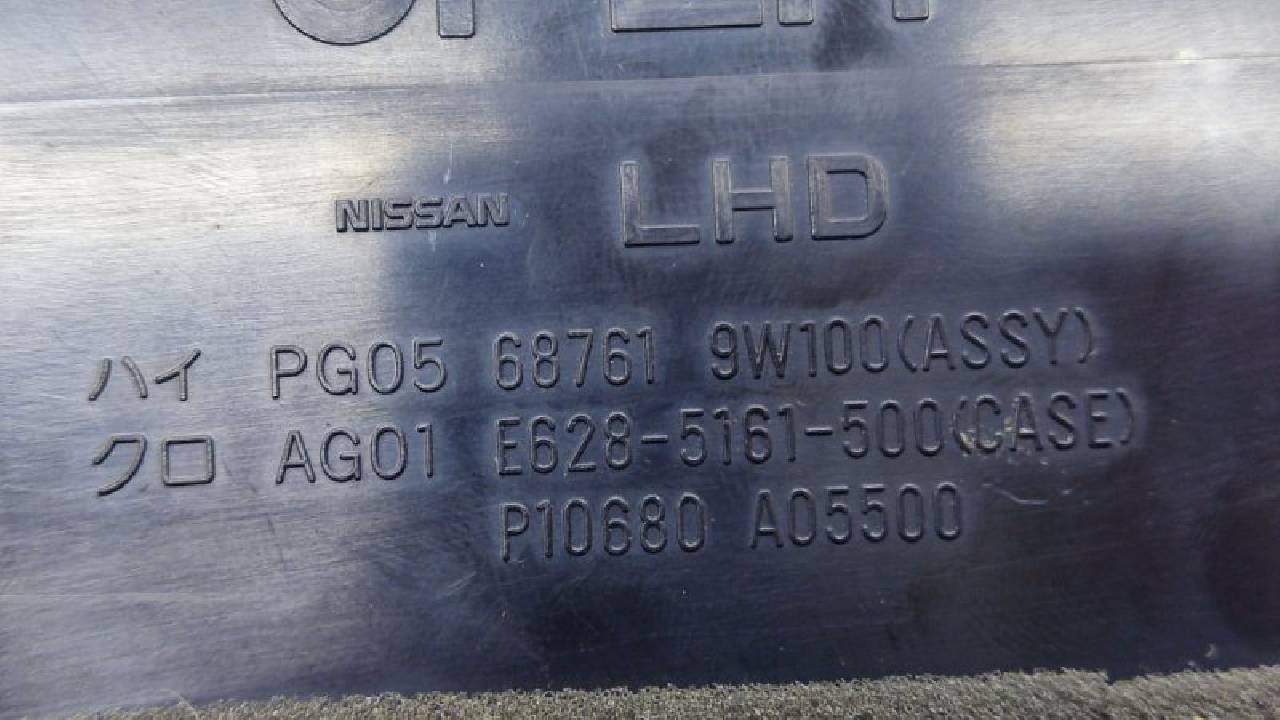 NISSAN LHD
ハイ PG05 68761 9W100(ASSY)
クロ AG01 E628-5161-500(CASE)
P10680 A05500